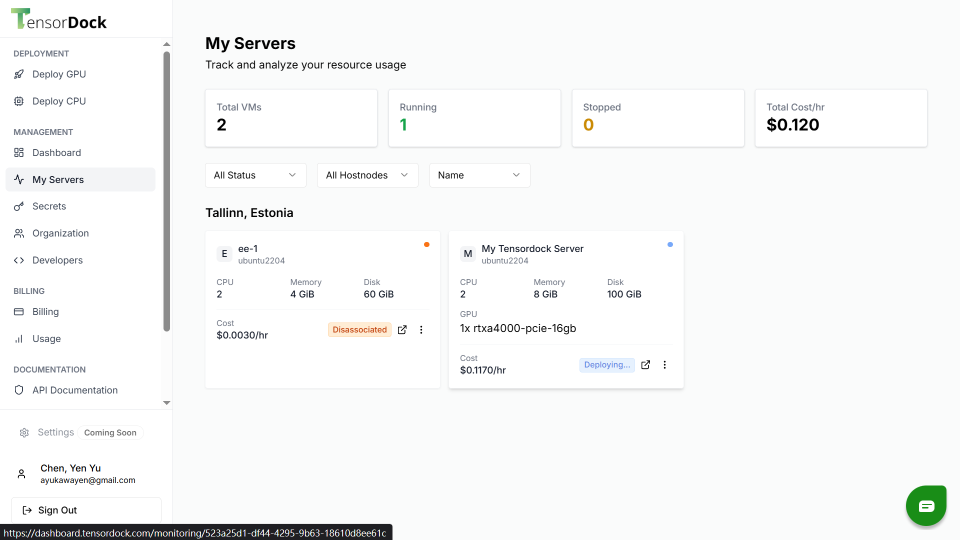 TensorDock
DEPLOYMENT
Deploy GPU
Deploy CPU
MANAGEMENT
Dashboard
My Servers
Secrets
Organization
Developers
BILLING
Billing
Usage
DOCUMENTATION
API Documentation
Settings Coming Soon
Chen, Yen Yu
ayukawayen@gmail.com
Sign Out
My Servers
Track and analyze your resource usage
Total VMs
2
Running
1
Stopped
0
Total Cost/hr
$0.120
All Status
All Hostnodes
Name
Tallinn, Estonia
E ee-1
ubuntu2204
CPU Memory Disk
2 4 GiB 60 GiB
Cost
$0.0030/hr
Disassociated
M My Tensordock Server
ubuntu2204
CPU Memory Disk
2 8 GiB 100 GiB
GPU
1x rtxa4000-pcie-16gb
Cost
$0.1170/hr
Deploying...
https://dashboard.tensordock.com/monitoring/523a25d1-df44-4295-9b63-18610d8ee61c